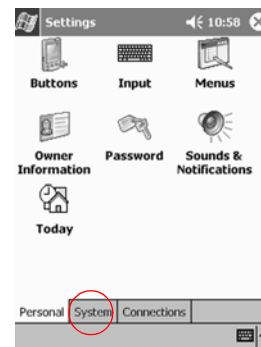 Settings 10:58
Buttons Input Menus
Owner Information Password Sounds & Notifications
Today
Personal System Connections